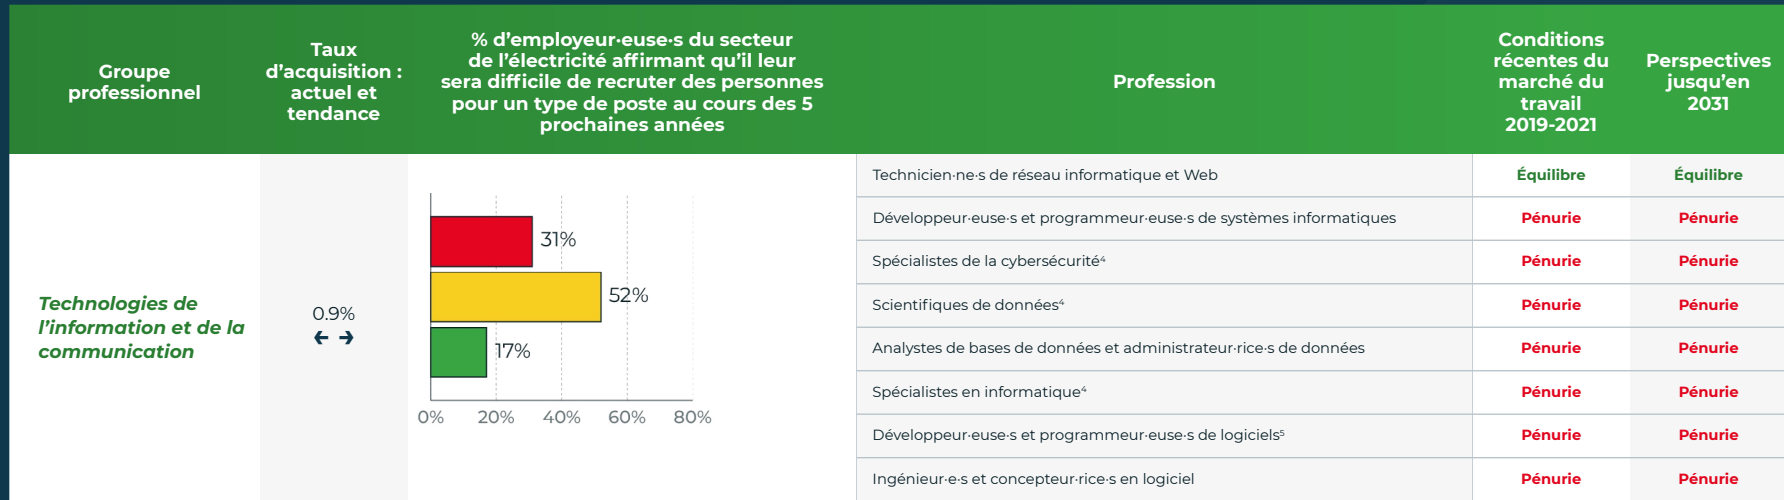 Groupe
professionnel
Taux
d’acquisition :
actuel et
tendance
% d’employeur·euse·s du secteur
de l’électricité affirmant qu’il leur
sera difficile de recruter des personnes
pour un type de poste au cours des 5
prochaines années
Profession
Conditions
récentes du
marché du
travail
2019-2021
Perspectives
jusqu’en
2031
Technologies de
l’information et de la
communication
0.9%
31%
52%
17%
0% 20% 40% 60% 80%
Technicien·ne·s de réseau informatique et Web Équilibre Équilibre
Développeur·euse·s et programmeur·euse·s de systèmes informatiques Pénurie Pénurie
Spécialistes de la cybersécurité⁴ Pénurie Pénurie
Scientifiques de données⁴ Pénurie Pénurie
Analystes de bases de données et administrateur·rice·s de données Pénurie Pénurie
Spécialistes en informatique⁴ Pénurie Pénurie
Développeur·euse·s et programmeur·euse·s de logiciels⁵ Pénurie Pénurie
Ingénieur·e·s et concepteur·rice·s en logiciel Pénurie Pénurie